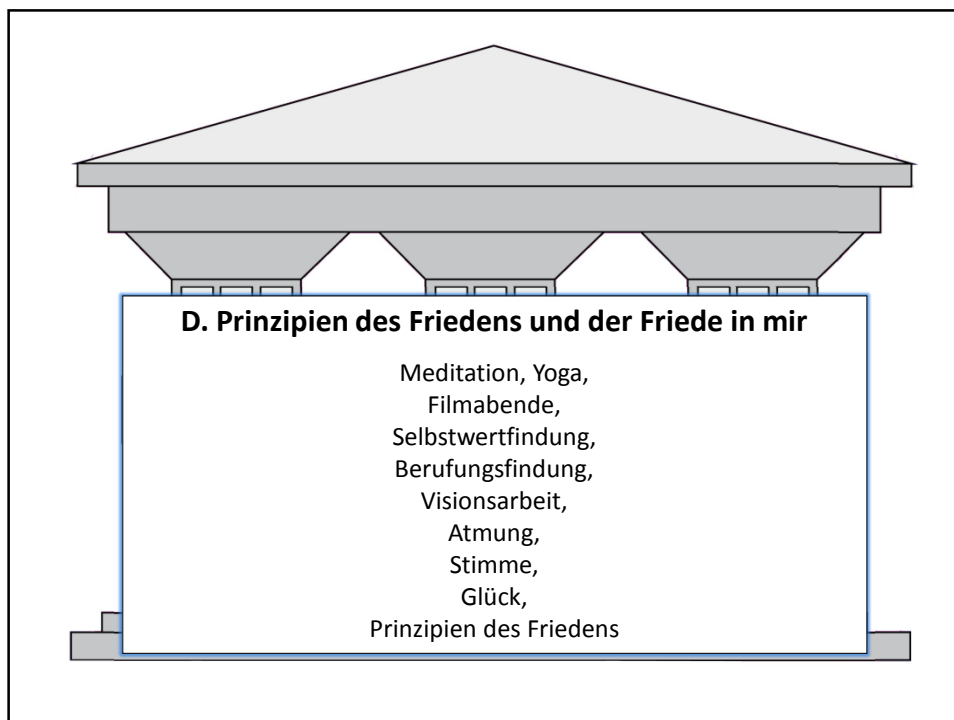 D. Prinzipien des Friedens und der Friede in mir
Meditation, Yoga,
Filmabende,
Selbstwertfindung,
Berufungsfindung,
Visionsarbeit,
Atmung,
Stimme,
Glück,
Prinzipien des Friedens